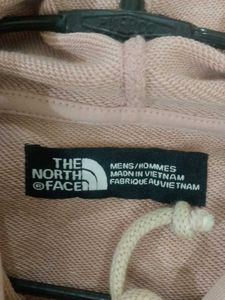 THE
NORTH
FACE
MENS/HOMMES
MADE IN VIETNAM
FABRIQUE AU VIETNAM